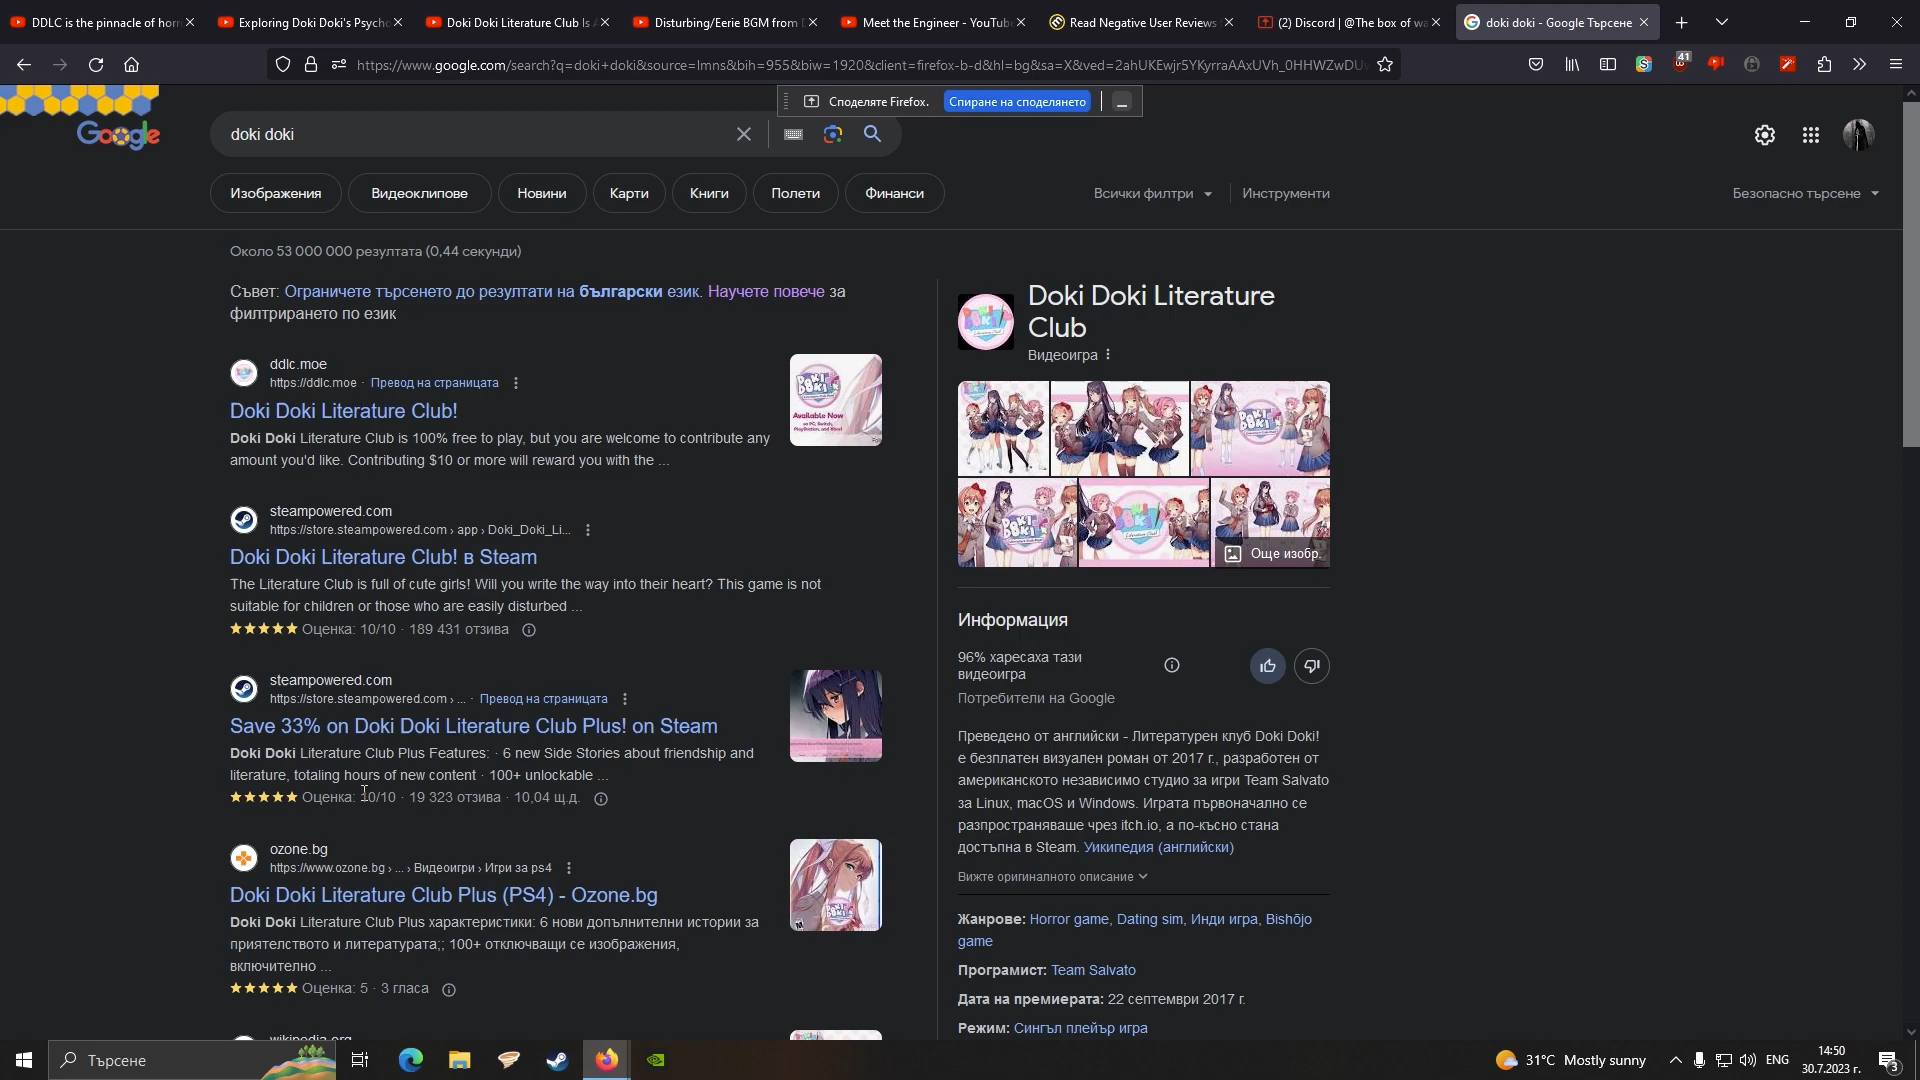 DDLC is the pinnacle of horr
Exploring Doki Doki's Psycho
Doki Doki Literature Club Is
Disturbing/Eerie BGM from
Meet the Engineer - YouTube
Read Negative User Reviews
(2) Discord | @The box of wa
doki doki - Google Търсене
https://www.google.com/search?q=doki+doki&source=lmns&bih=955&biw=1920&client=firefox-b-d&hl=bg&sa=X&ved=2ahUKEwjr5YKyrraAAxUVh_0HHWZwDU
41
Споделяте Firefox.
Спиране на споделянето
Google
doki doki
Изображения
Видеоклипове
Новини
Карти
Книги
Полети
Финанси
Всички филтри
Инструменти
Безопасно търсене
Около 53 000 000 резултата (0,44 секунди)
Съвет: Ограничете търсенето до резултати на български език. Научете повече за
филтрирането по език
ddlc.moe
https://ddlc.moe · Превод на страницата
Doki Doki Literature Club!
Doki Doki Literature Club is 100% free to play, but you are welcome to contribute any
amount you'd like. Contributing $10 or more will reward you with the ...
Available Now
on PC, Switch,
PlayStation, and Xbox!
steampowered.com
https://store.steampowered.com › app › Doki_Doki_Li...
Doki Doki Literature Club! в Steam
The Literature Club is full of cute girls! Will you write the way into their heart? This game is not
suitable for children or those who are easily disturbed ...
Оценка: 10/10 · 189 431 отзива
steampowered.com
https://store.steampowered.com › ... · Превод на страницата
Save 33% on Doki Doki Literature Club Plus! on Steam
Doki Doki Literature Club Plus Features: · 6 new Side Stories about friendship and
literature, totaling hours of new content · 100+ unlockable ...
Оценка: 10/10 · 19 323 отзива · 10,04 щ.д.
ozone.bg
https://www.ozone.bg › ... › Видеоигри › Игри за ps4
Doki Doki Literature Club Plus (PS4) - Ozone.bg
Doki Doki Literature Club Plus характеристики: 6 нови допълнителни истории за
приятелството и литературата;; 100+ отключващи се изображения,
включително ...
Оценка: 5 · 3 гласа
wikipedia.org
Doki Doki Literature
Club
Видеоигра
Още изобр.
Информация
96% харесаха тази
видеоигра
Потребители на Google
Преведено от английски - Литературен клуб Doki Doki!
е безплатен визуален роман от 2017 г., разработен от
американското независимо студио за игри Team Salvato
за Linux, macOS и Windows. Играта първоначално се
разпространяваше чрез itch.io, а по-късно стана
достъпна в Steam. Уикипедия (английски)
Вижте оригиналното описание
Жанрове: Horror game, Dating sim, Инди игра, Bishōjo
game
Програмист: Team Salvato
Дата на премиерата: 22 септември 2017 г.
Режим: Сингъл плейър игра
Търсене
31°C Mostly sunny
ENG
14:50
30.7.2023 г.
3